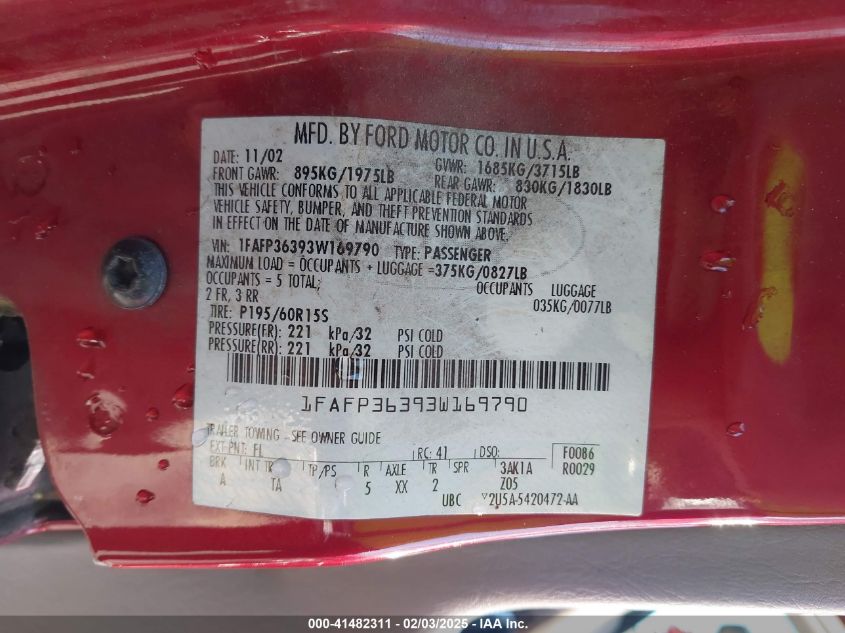 MFD. BY FORD MOTOR CO. IN U.S.A.
DATE: 11/02 GVWR: 1685KG/3715LB
FRONT GAWR: 895KG/1975LB REAR GAWR: 830KG/1830LB
THIS VEHICLE CONFORMS TO ALL APPLICABLE FEDERAL MOTOR
VEHICLE SAFETY, BUMPER, AND THEFT PREVENTION STANDARDS
IN EFFECT ON THE DATE OF MANUFACTURE SHOWN ABOVE.
VIN: 1FAFP36393W169790 TYPE: PASSENGER
MAXIMUM LOAD = OCCUPANTS + LUGGAGE =375KG/0827LB
OCCUPANTS = 5 TOTAL; OCCUPANTS LUGGAGE
2 FR, 3 RR 035KG/0077LB
TIRE: P195/60R15S
PRESSURE(FR): 221 kPa/32 PSI COLD
PRESSURE(RR): 221 kPa/32 PSI COLD
1FAFP36393W169790
TRAILER TOWING - SEE OWNER GUIDE
EXT PNT: FL RC: 41 DSO: F0086
BRK INT TR TP/PS R AXLE TR SPR 3AK1A R0029
A TA 5 XX 2 Z05
UBC Y2U5A-5420472-AA
000-41482311 - 02/03/2025 - IAA Inc.